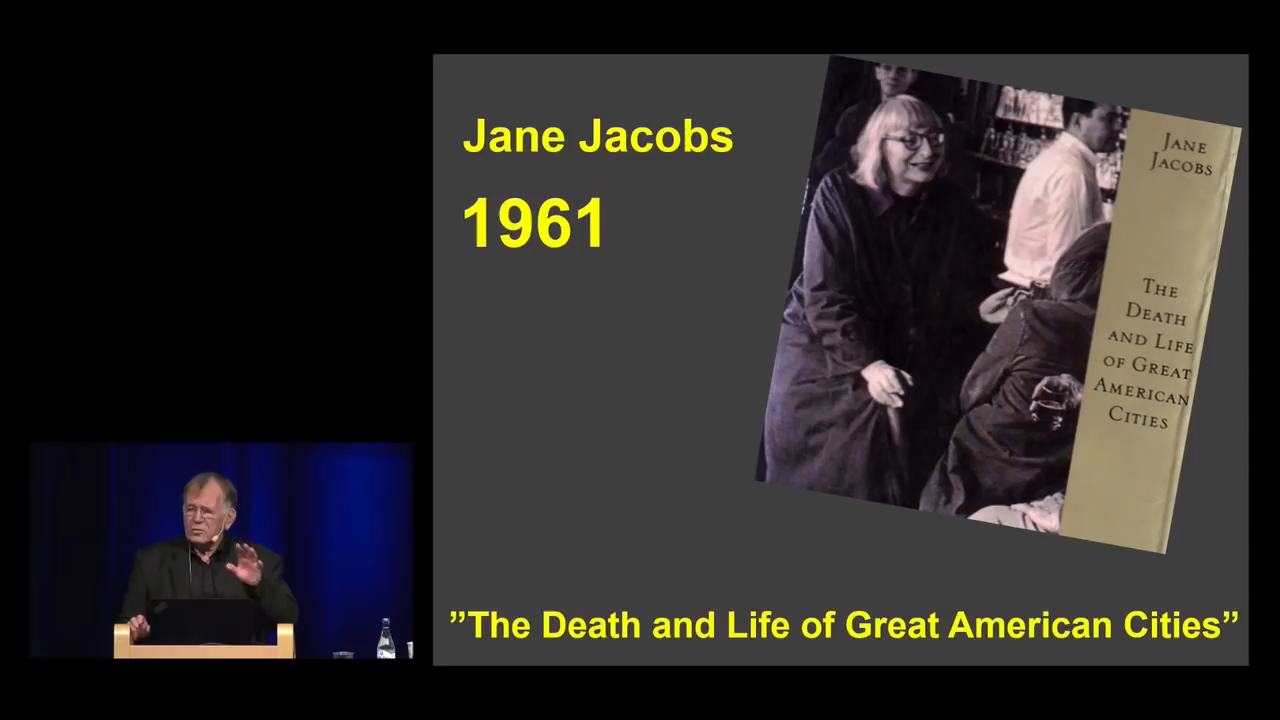 Jane Jacobs
1961
JANE
JACOBS
THE
DEATH
AND LIFE
OF GREAT
AMERICAN
CITIES
”The Death and Life of Great American Cities”